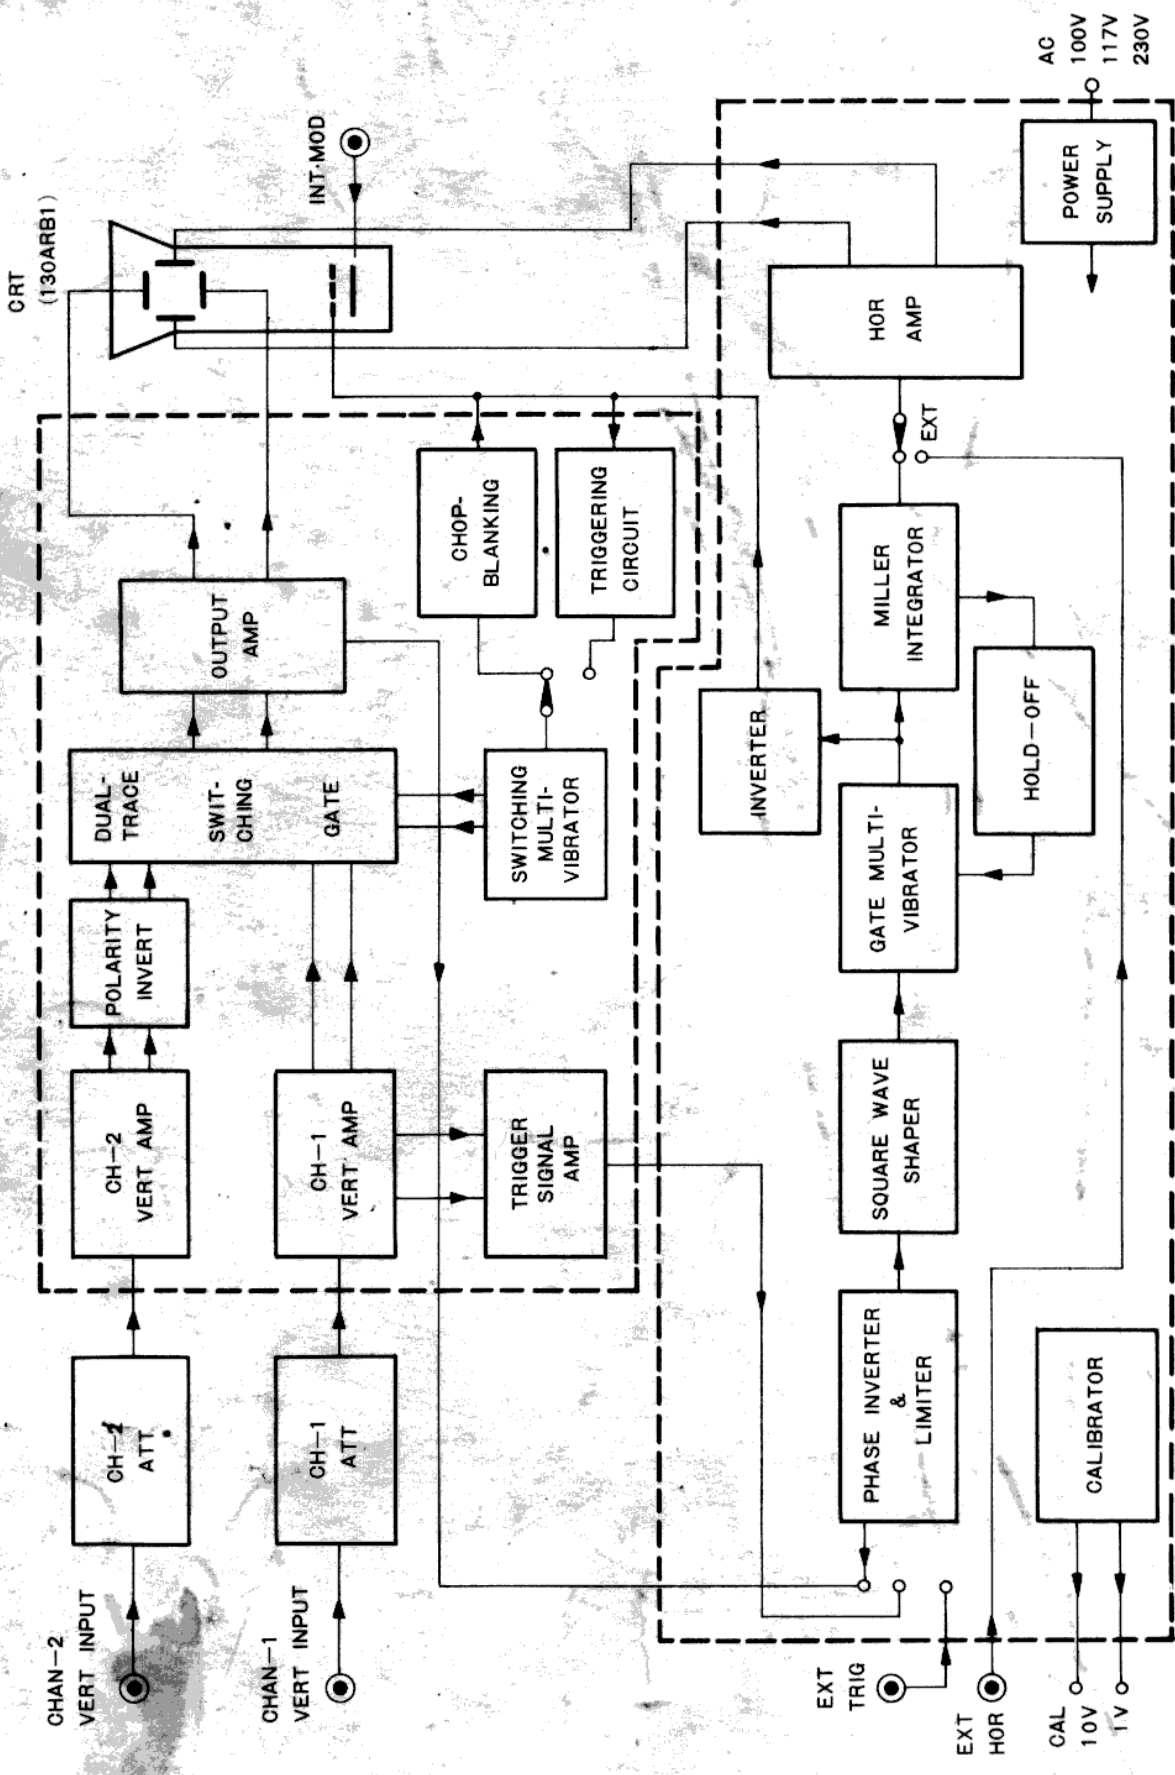 CHAN-2
VERT INPUT
CH-2
ATT
CH-2
VERT AMP
POLARITY
INVERT
DUAL-
TRACE
SWIT-
CHING
GATE
OUTPUT
AMP
CRT
(130ARB1)
INT·MOD
CHAN-1
VERT INPUT
CH-1
ATT
CH-1
VERT AMP
TRIGGER
SIGNAL
AMP
SWITCHING
MULTI-
VIBRATOR
CHOP-
BLANKING
TRIGGERING
CIRCUIT
EXT
TRIG
PHASE INVERTER
&
LIMITER
SQUARE WAVE
SHAPER
GATE MULTI-
VIBRATOR
INVERTER
MILLER
INTEGRATOR
HOLD-OFF
EXT
HOR
AMP
EXT
HOR
CAL
10V
1V
CALIBRATOR
POWER
SUPPLY
AC
100V
117V
230V